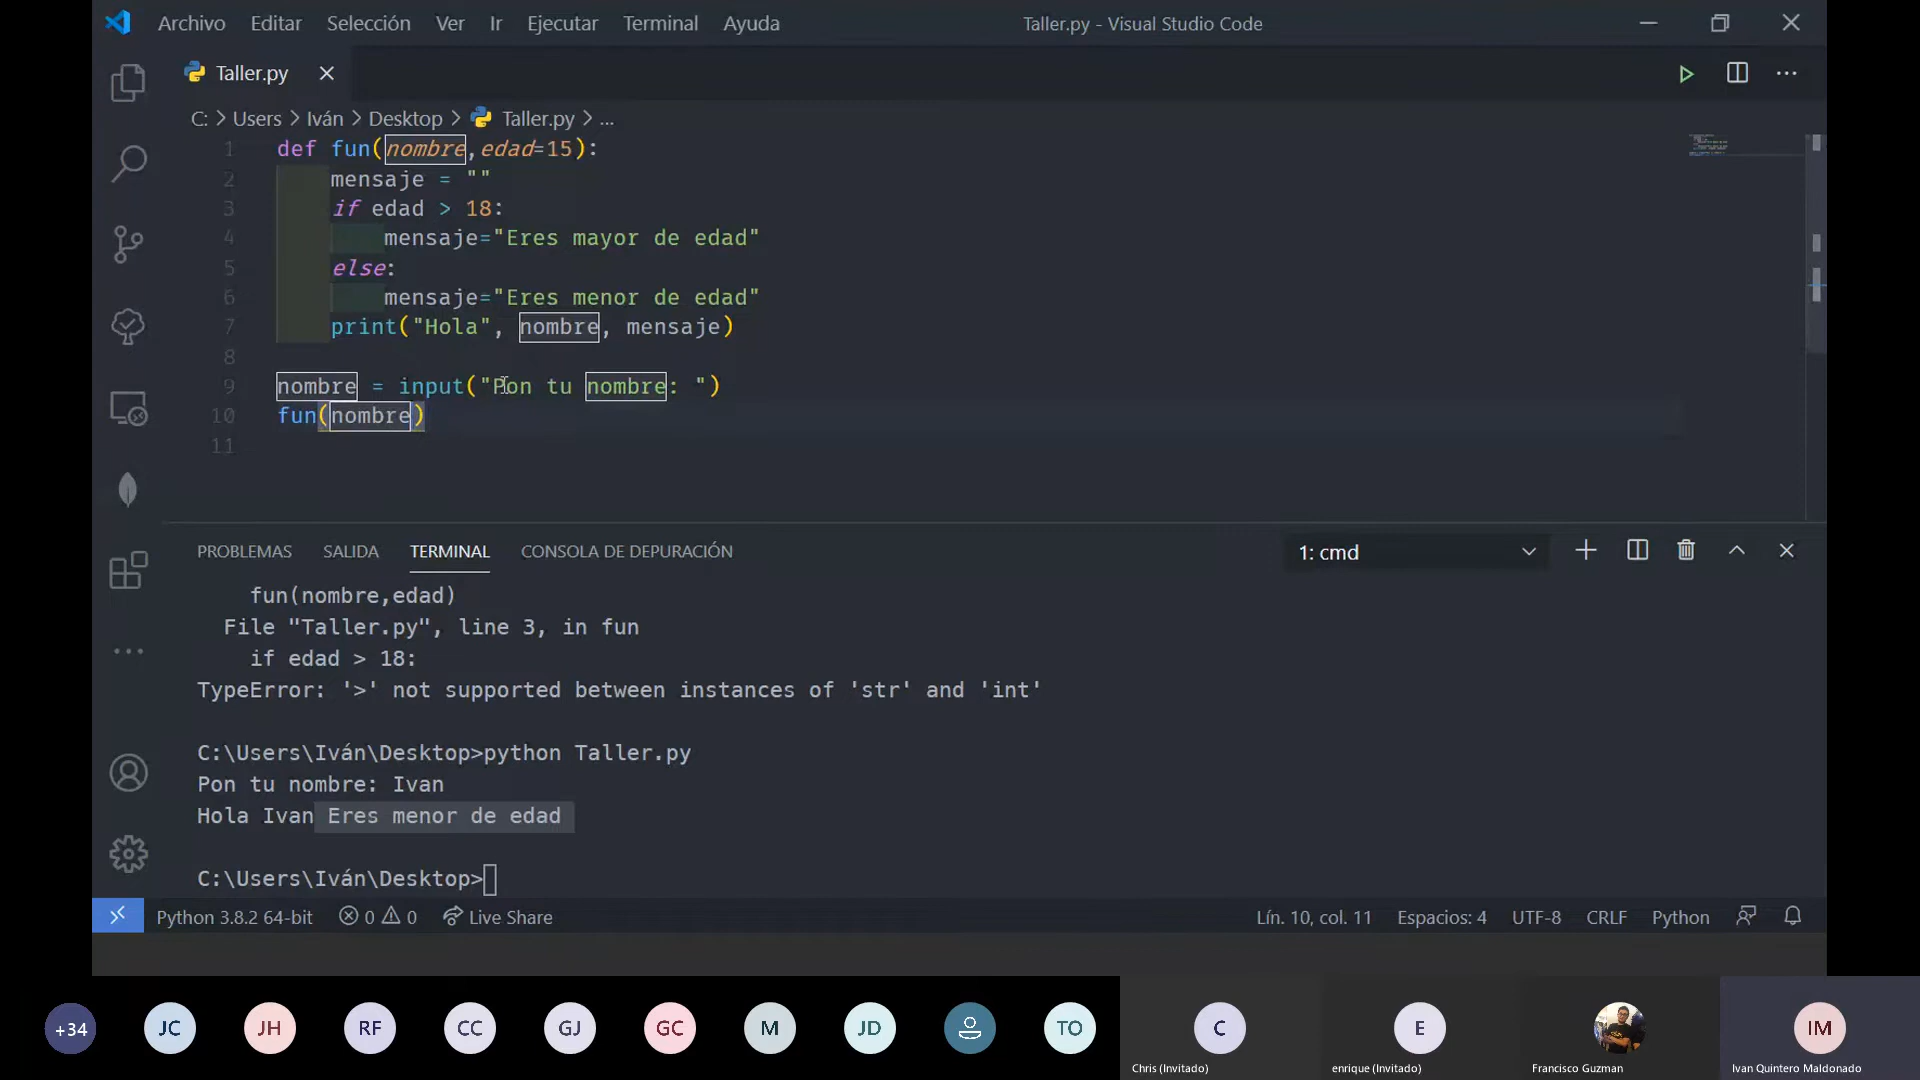 Archivo Editar Selección Ver Ir Ejecutar Terminal Ayuda Taller.py - Visual Studio Code
Taller.py
C: > Users > Iván > Desktop > Taller.py > ...
1 def fun(nombre,edad=15):
2 mensaje = ""
3 if edad > 18:
4 mensaje="Eres mayor de edad"
5 else:
6 mensaje="Eres menor de edad"
7 print("Hola", nombre, mensaje)
8
9 nombre = input("Pon tu nombre: ")
10 fun(nombre)
11
PROBLEMAS SALIDA TERMINAL CONSOLA DE DEPURACIÓN 1: cmd
fun(nombre,edad)
File "Taller.py", line 3, in fun
if edad > 18:
TypeError: '>' not supported between instances of 'str' and 'int'
C:\Users\Iván\Desktop>python Taller.py
Pon tu nombre: Ivan
Hola Ivan Eres menor de edad
C:\Users\Iván\Desktop>
Python 3.8.2 64-bit 0 0 Live Share Lín. 10, col. 11 Espacios: 4 UTF-8 CRLF Python
+34 JC JH RF CC GJ GC M JD TO C E IM
Chris (Invitado) enrique (Invitado) Francisco Guzman Ivan Quintero Maldonado